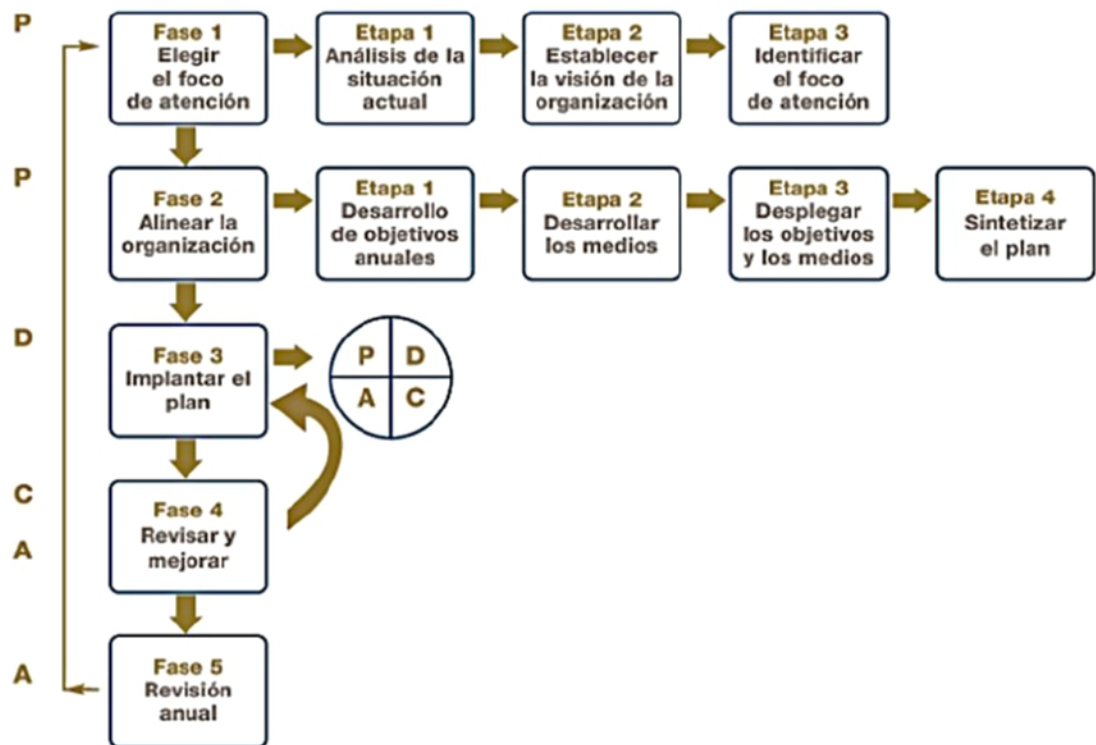 P
Fase 1
Elegir
el foco
de atención
Etapa 1
Análisis de la
situación
actual
Etapa 2
Establecer
la visión de la
organización
Etapa 3
Identificar
el foco
de atención
P
Fase 2
Alinear la
organización
Etapa 1
Desarrollo
de objetivos
anuales
Etapa 2
Desarrollar
los medios
Etapa 3
Desplegar
los objetivos
y los medios
Etapa 4
Sintetizar
el plan
D
Fase 3
Implantar el
plan
P D
A C
C
A
Fase 4
Revisar y
mejorar
A
Fase 5
Revisión
anual